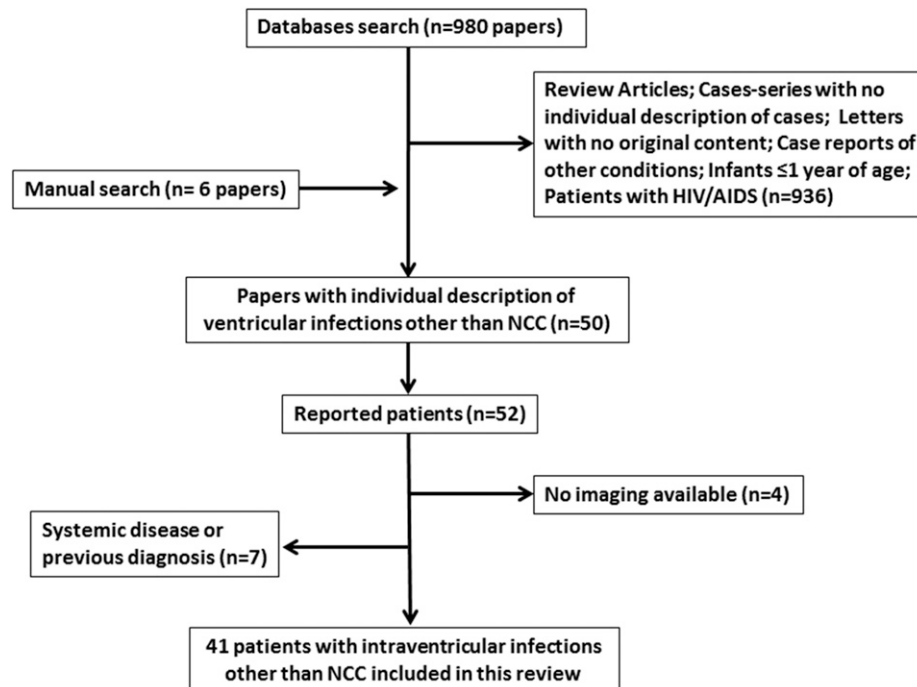 Databases search (n=980 papers)
Review Articles; Cases-series with no
individual description of cases; Letters
with no original content; Case reports of
other conditions; Infants ≤1 year of age;
Patients with HIV/AIDS (n=936)
Manual search (n= 6 papers)
Papers with individual description of
ventricular infections other than NCC (n=50)
Reported patients (n=52)
No imaging available (n=4)
Systemic disease or
previous diagnosis (n=7)
41 patients with intraventricular infections
other than NCC included in this review